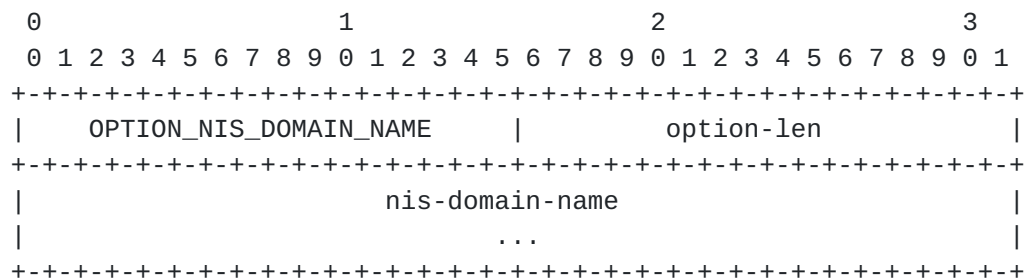 0                   1                   2                   3
 0 1 2 3 4 5 6 7 8 9 0 1 2 3 4 5 6 7 8 9 0 1 2 3 4 5 6 7 8 9 0 1
+-+-+-+-+-+-+-+-+-+-+-+-+-+-+-+-+-+-+-+-+-+-+-+-+-+-+-+-+-+-+-+-+
|    OPTION_NIS_DOMAIN_NAME     |         option-len            |
+-+-+-+-+-+-+-+-+-+-+-+-+-+-+-+-+-+-+-+-+-+-+-+-+-+-+-+-+-+-+-+-+
|                       nis-domain-name                         |
|                              ...                              |
+-+-+-+-+-+-+-+-+-+-+-+-+-+-+-+-+-+-+-+-+-+-+-+-+-+-+-+-+-+-+-+-+